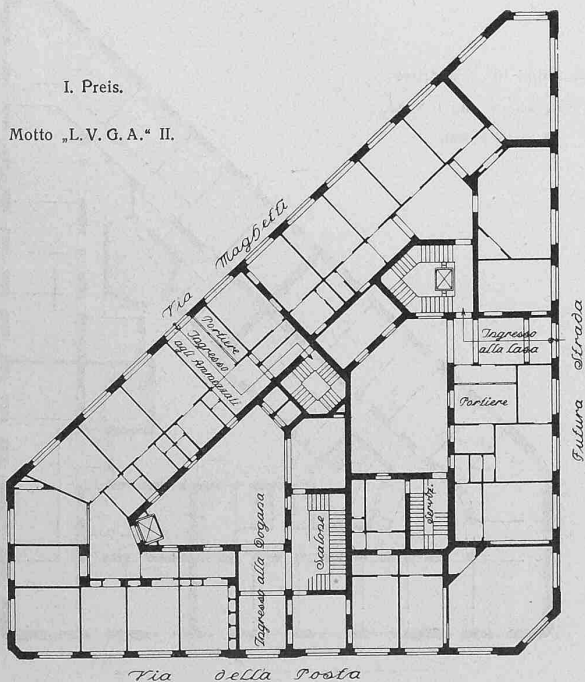 I. Preis.
Motto „L. V. G. A.“ II.
Via Maghetti
Portiere
Ingresso
agli Ammezzati
Ingresso
alla Casa
Portiere
Futura Strada
Serviz.
Scalone
Ingresso alla Dogana
Via della Posta